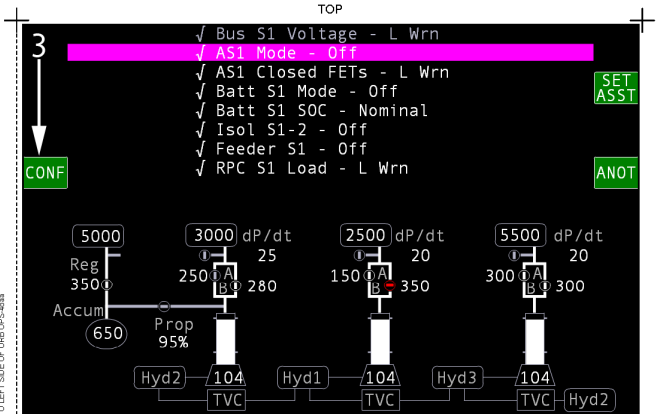 TOP
3
√ Bus S1 Voltage - L Wrn
√ AS1 Mode - Off
√ AS1 Closed FETs - L Wrn
√ Batt S1 Mode - Off
√ Batt S1 SOC - Nominal
√ Isol S1-2 - Off
√ Feeder S1 - Off
√ RPC S1 Load - L Wrn
SET
ASST
CONF
ANOT
5000
3000 dP/dt
2500 dP/dt
5500 dP/dt
25
20
20
Reg
350
250 A
B 280
150 A
B 350
300 A
B 300
Accum
650
Prop
95%
Hyd2
104
Hyd1
104
Hyd3
104
TVC
TVC
TVC
Hyd2